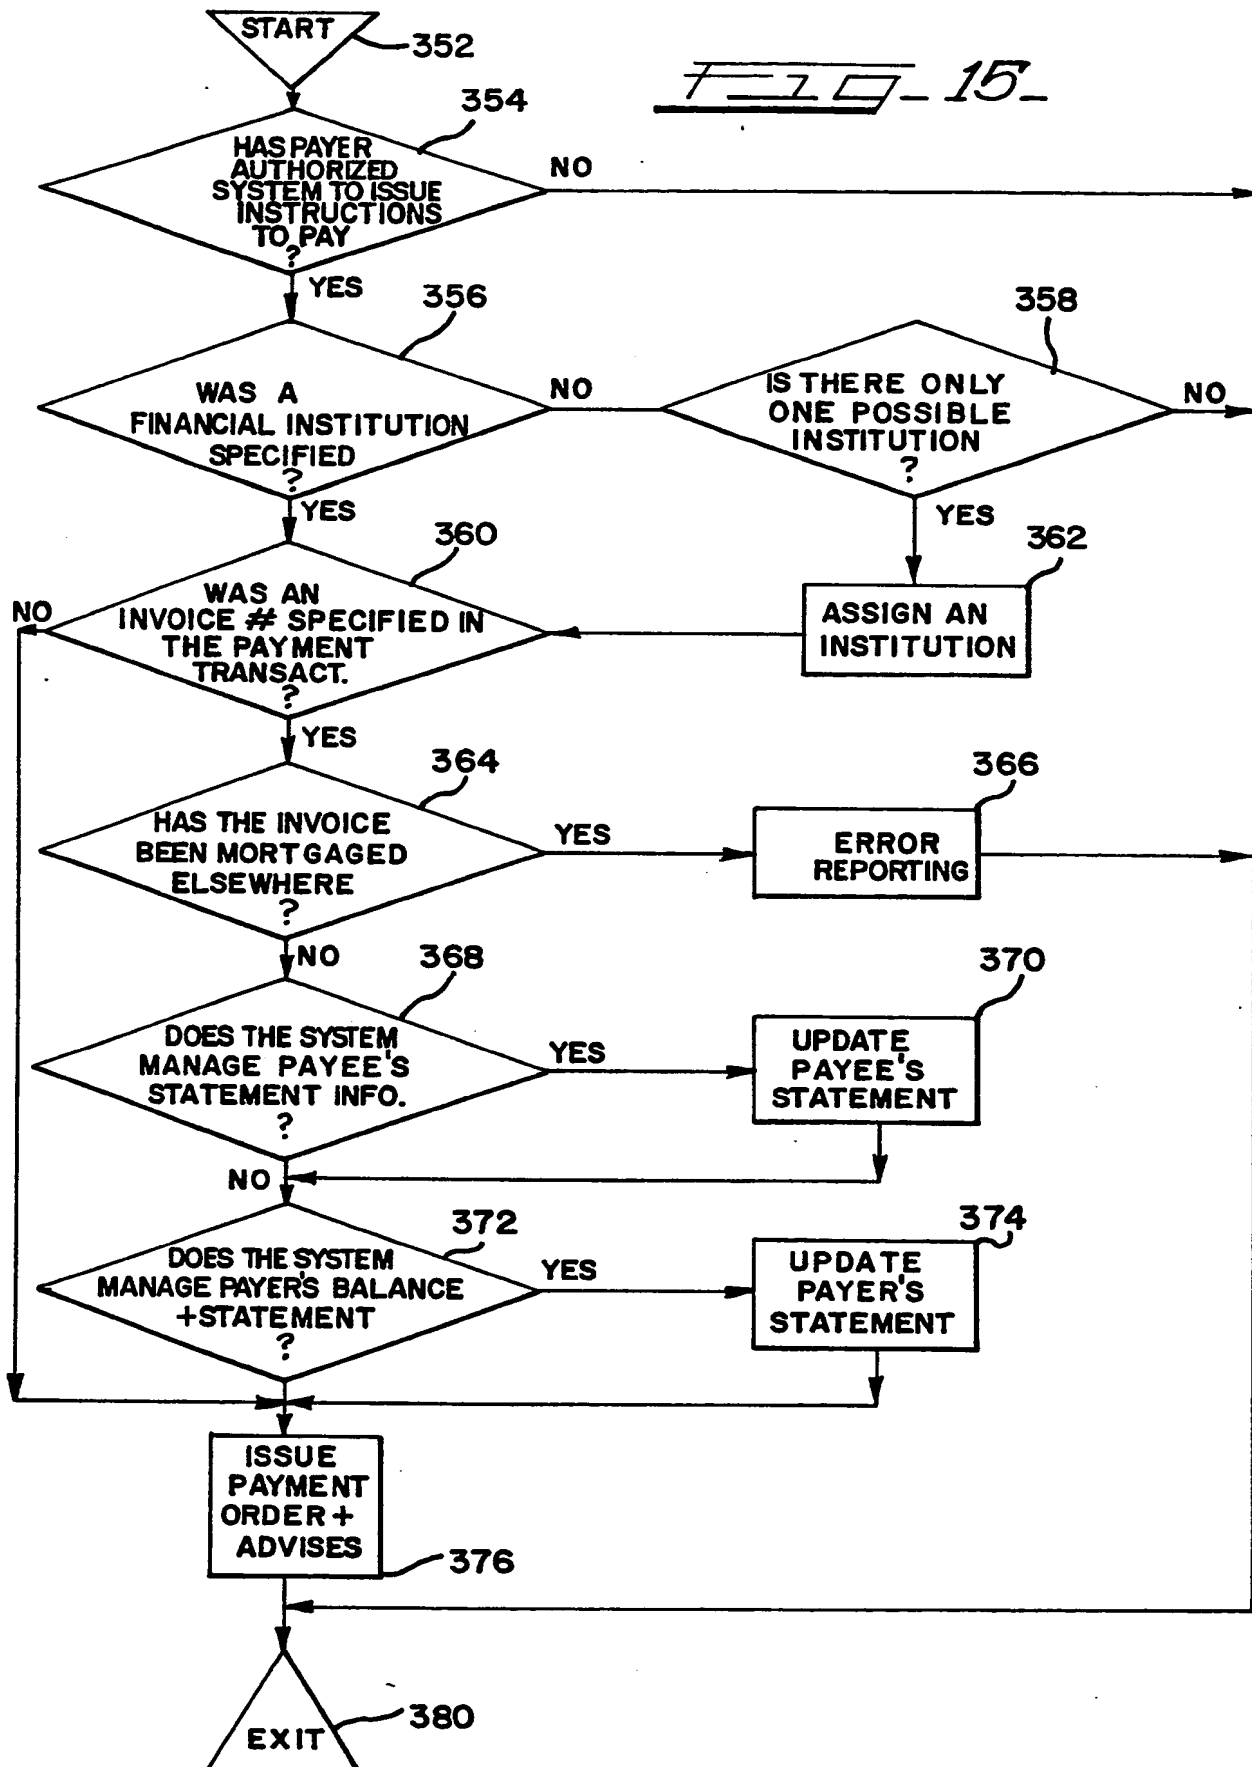 START
352
Fig-15-
354
HAS PAYER
AUTHORIZED
SYSTEM TO ISSUE
INSTRUCTIONS
TO PAY
?
NO
YES
356
WAS A
FINANCIAL INSTITUTION
SPECIFIED
?
NO
358
IS THERE ONLY
ONE POSSIBLE
INSTITUTION
?
NO
YES
YES
360
WAS AN
INVOICE # SPECIFIED IN
THE PAYMENT
TRANSACT.
?
NO
362
ASSIGN AN
INSTITUTION
YES
364
HAS THE INVOICE
BEEN MORTGAGED
ELSEWHERE
?
YES
366
ERROR
REPORTING
NO
368
DOES THE SYSTEM
MANAGE PAYEE'S
STATEMENT INFO.
?
YES
370
UPDATE
PAYEE'S
STATEMENT
NO
372
DOES THE SYSTEM
MANAGE PAYER'S BALANCE
+STATEMENT
?
YES
374
UPDATE
PAYER'S
STATEMENT
ISSUE
PAYMENT
ORDER +
ADVISES
376
EXIT
380